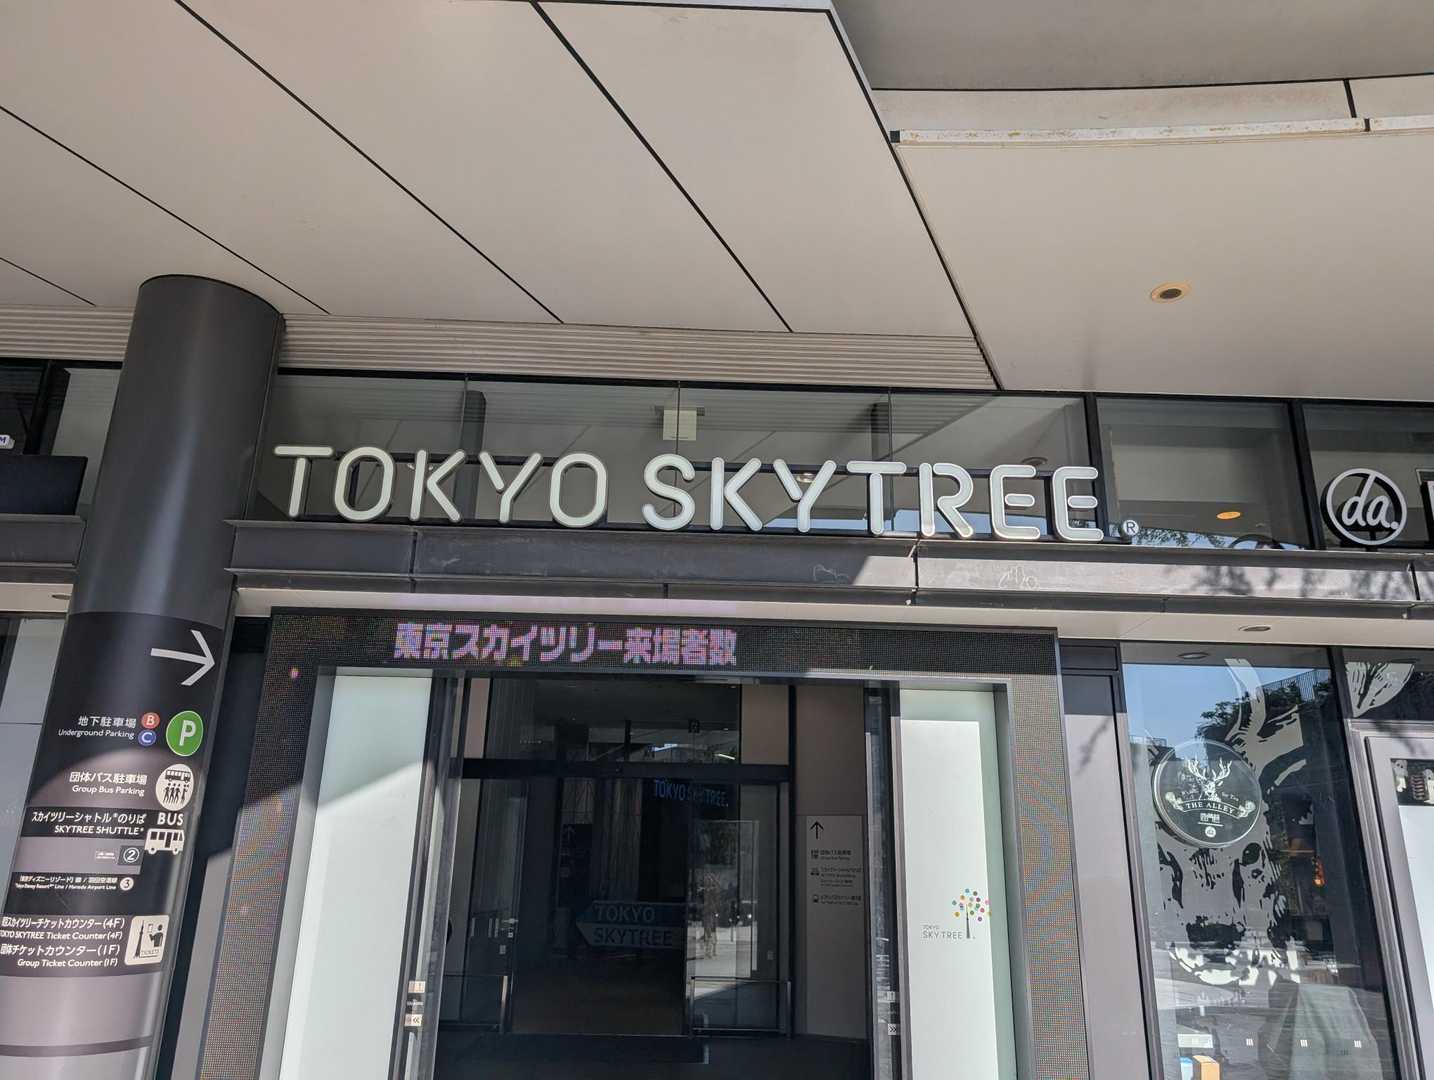 TOKYO SKYTREE®
da.
東京スカイツリー来場者数
地下駐車場 B
Underground Parking C
P
団体バス駐車場
Group Bus Parking
スカイツリーシャトル®のりば BUS
SKYTREE SHUTTLE®
2
3
TOKYO SKYTREE.
TOKYO
SKYTREE
スカイツリーチケットカウンター(4F)
TOKYO SKYTREE Ticket Counter (4F)
団体チケットカウンター(1F)
Group Ticket Counter (1F)
TICKETS
TOKYO
SKYTREE
THE ALLEY